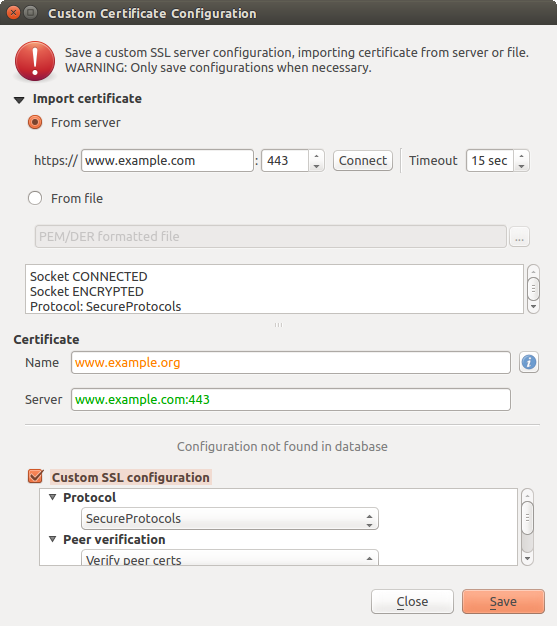 Custom Certificate Configuration
Save a custom SSL server configuration, importing certificate from server or file.
WARNING: Only save configurations when necessary.
Import certificate
From server
https:// www.example.com : 443 Connect Timeout 15 sec
From file
PEM/DER formatted file ...
Socket CONNECTED
Socket ENCRYPTED
Protocol: SecureProtocols
Certificate
Name www.example.org
Server www.example.com:443
Configuration not found in database
Custom SSL configuration
Protocol
SecureProtocols
Peer verification
Verify peer certs
Close Save